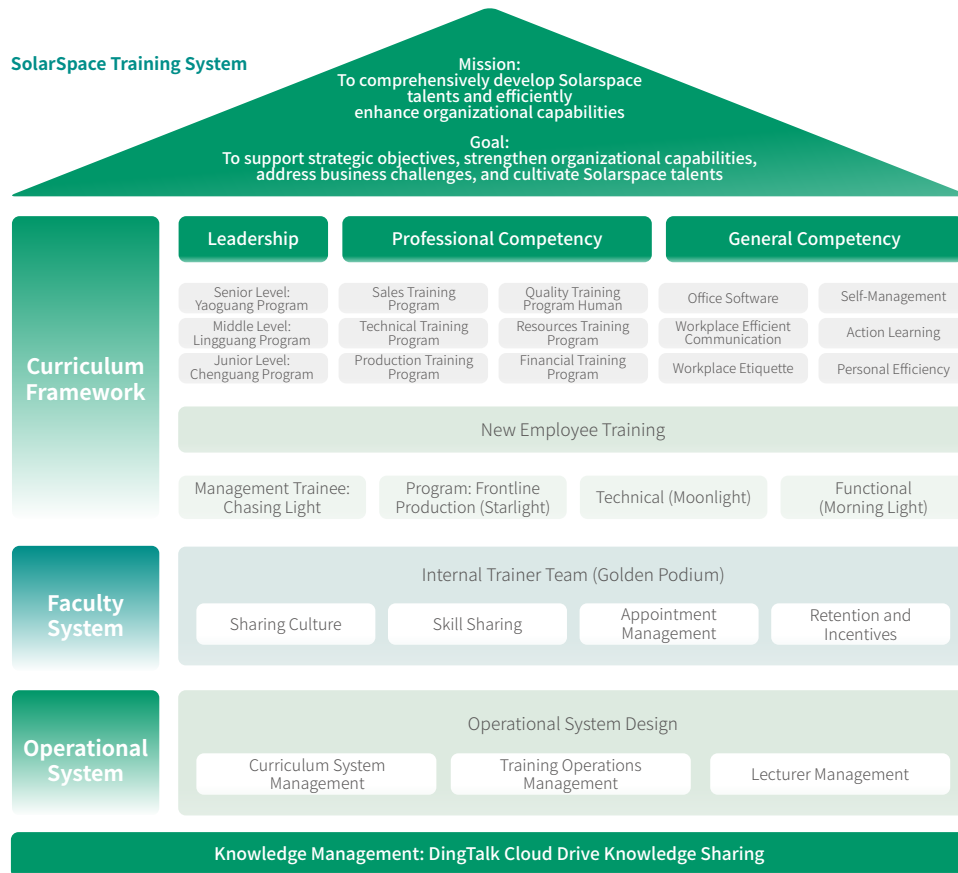 SolarSpace Training System
Mission:
To comprehensively develop Solarspace
talents and efficiently
enhance organizational capabilities
Goal:
To support strategic objectives, strengthen organizational capabilities,
address business challenges, and cultivate Solarspace talents
Curriculum
Framework
Leadership
Professional Competency
General Competency
Senior Level:
Yaoguang Program
Sales Training
Program
Quality Training
Program Human
Office Software
Self-Management
Middle Level:
Lingguang Program
Technical Training
Program
Resources Training
Program
Workplace Efficient
Communication
Action Learning
Junior Level:
Chenguang Program
Production Training
Program
Financial Training
Program
Workplace Etiquette
Personal Efficiency
New Employee Training
Management Trainee:
Chasing Light
Program: Frontline
Production (Starlight)
Technical (Moonlight)
Functional
(Morning Light)
Faculty
System
Internal Trainer Team (Golden Podium)
Sharing Culture
Skill Sharing
Appointment
Management
Retention and
Incentives
Operational
System
Operational System Design
Curriculum System
Management
Training Operations
Management
Lecturer Management
Knowledge Management: DingTalk Cloud Drive Knowledge Sharing